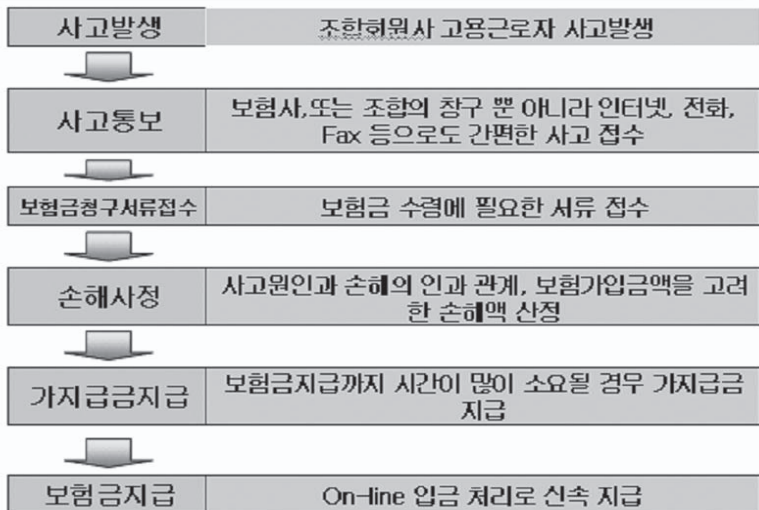 사고발생
조합회원사 고용근로자 사고발생
사고통보
보험사,또는 조합의 창구 뿐 아니라 인터넷, 전화,
Fax 등으로도 간편한 사고 접수
보험금청구서류접수
보험금 수령에 필요한 서류 접수
손해사정
사고원인과 손해의 인과 관계, 보험가입금액을 고려
한 손해액 산정
가지급금지급
보험금지급까지 시간이 많이 소요될 경우 가지급금
지급
보험금지급
On-line 입금 처리로 신속 지급